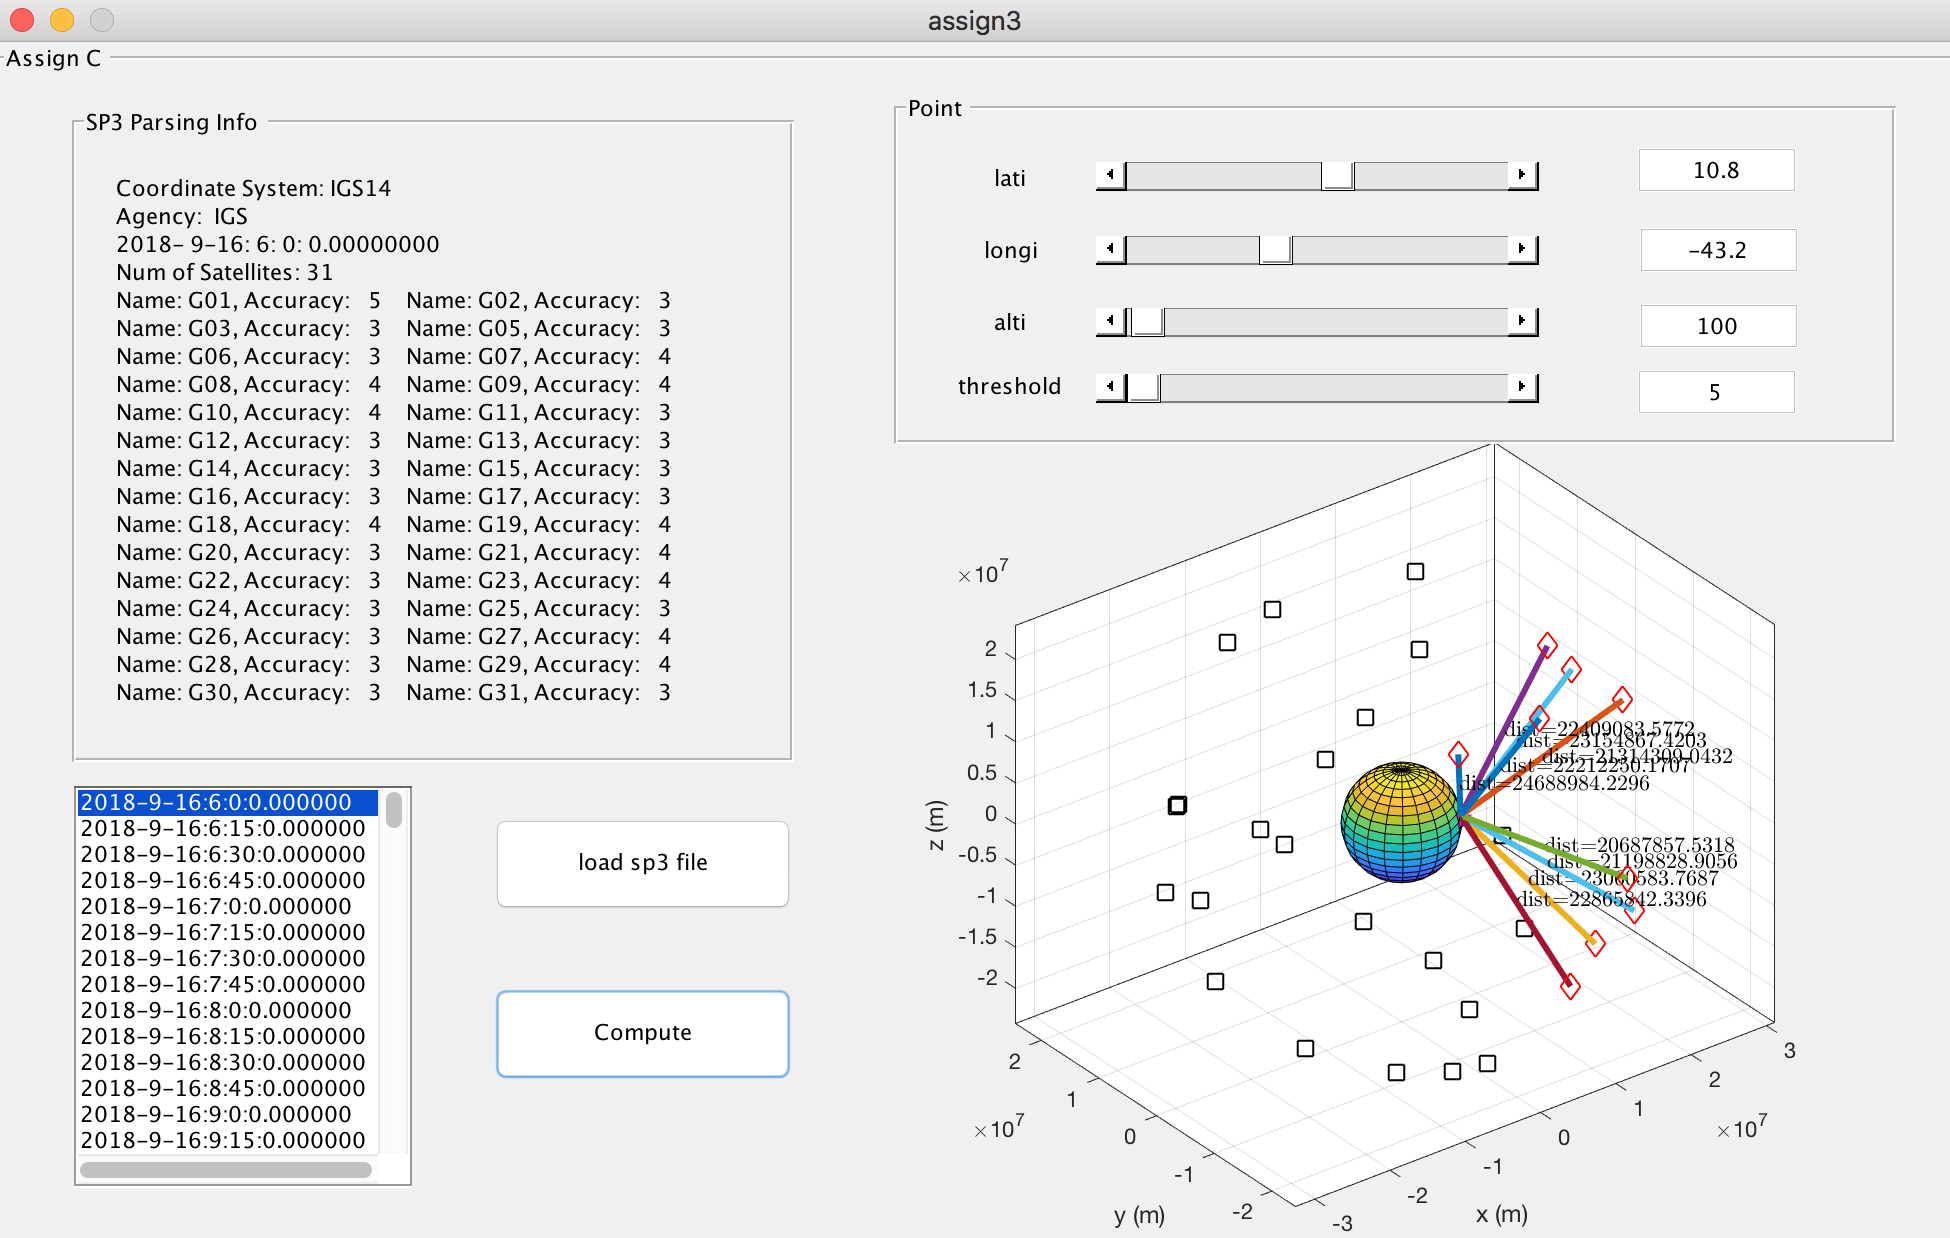 assign3
Assign C
SP3 Parsing Info
Coordinate System: IGS14
Agency:  IGS
2018- 9-16: 6: 0: 0.00000000
Num of Satellites: 31
Name: G01, Accuracy:   5    Name: G02, Accuracy:   3
Name: G03, Accuracy:   3    Name: G05, Accuracy:   3
Name: G06, Accuracy:   3    Name: G07, Accuracy:   4
Name: G08, Accuracy:   4    Name: G09, Accuracy:   4
Name: G10, Accuracy:   4    Name: G11, Accuracy:   3
Name: G12, Accuracy:   3    Name: G13, Accuracy:   3
Name: G14, Accuracy:   3    Name: G15, Accuracy:   3
Name: G16, Accuracy:   3    Name: G17, Accuracy:   3
Name: G18, Accuracy:   4    Name: G19, Accuracy:   4
Name: G20, Accuracy:   3    Name: G21, Accuracy:   4
Name: G22, Accuracy:   3    Name: G23, Accuracy:   4
Name: G24, Accuracy:   3    Name: G25, Accuracy:   3
Name: G26, Accuracy:   3    Name: G27, Accuracy:   4
Name: G28, Accuracy:   3    Name: G29, Accuracy:   4
Name: G30, Accuracy:   3    Name: G31, Accuracy:   3
2018-9-16:6:0:0.000000
2018-9-16:6:15:0.000000
2018-9-16:6:30:0.000000
2018-9-16:6:45:0.000000
2018-9-16:7:0:0.000000
2018-9-16:7:15:0.000000
2018-9-16:7:30:0.000000
2018-9-16:7:45:0.000000
2018-9-16:8:0:0.000000
2018-9-16:8:15:0.000000
2018-9-16:8:30:0.000000
2018-9-16:8:45:0.000000
2018-9-16:9:0:0.000000
2018-9-16:9:15:0.000000
load sp3 file
Compute
Point
lati 10.8
longi -43.2
alti 100
threshold 5
×10⁷
2
1.5
1
0.5
0
-0.5
-1
-1.5
-2
z (m)
dist=22409083.5772
dist=23154867.4203
dist=21314309.0432
dist=22212250.1707
dist=24688984.2296
dist=20687857.5318
dist=21198828.9056
dist=23060583.7687
dist=22865842.3396
2
1
0
-1
-2
×10⁷
y (m)
3
2
1
0
-1
-2
-3
×10⁷
x (m)